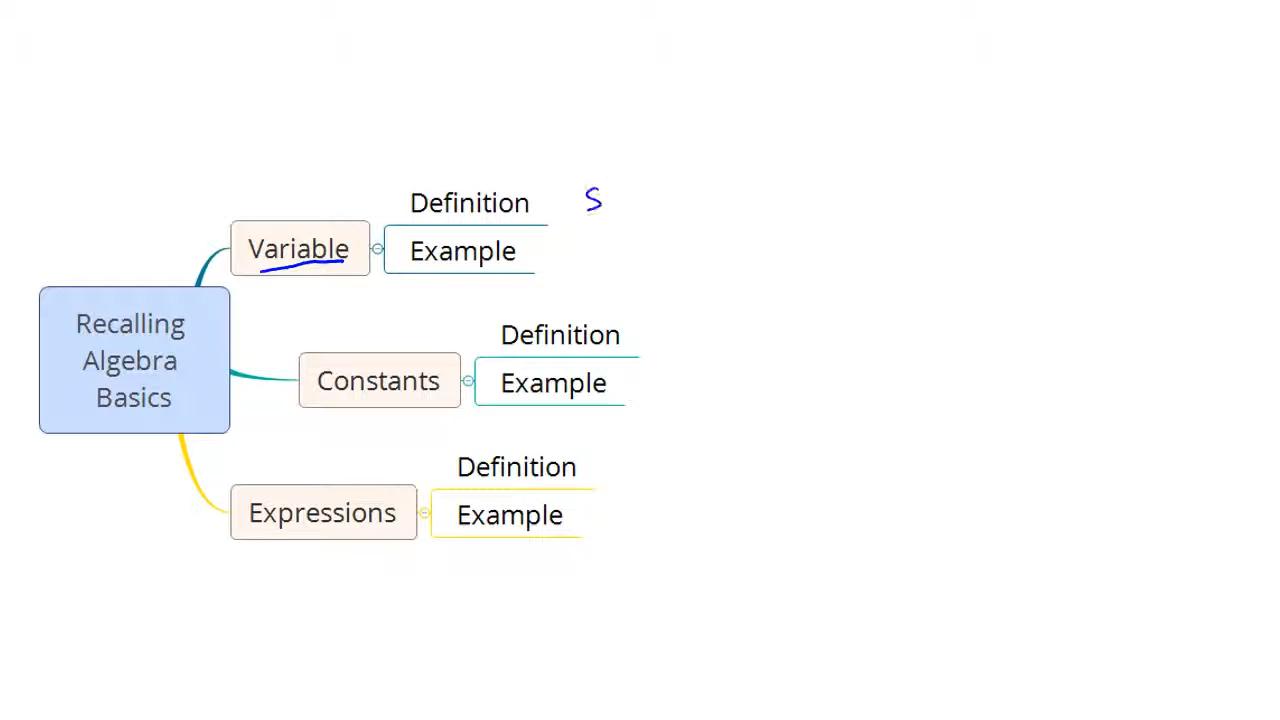 Definition S
Variable
Example
Recalling
Algebra
Basics
Definition
Constants
Example
Definition
Expressions
Example